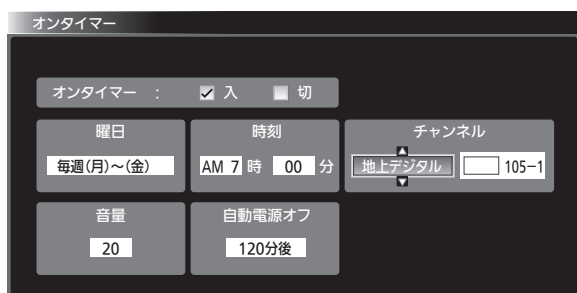 オンタイマー
オンタイマー : 入 切
曜日
毎週(月)~(金)
時刻
AM 7 時 00 分
チャンネル
地上デジタル 105-1
音量
20
自動電源オフ
120分後